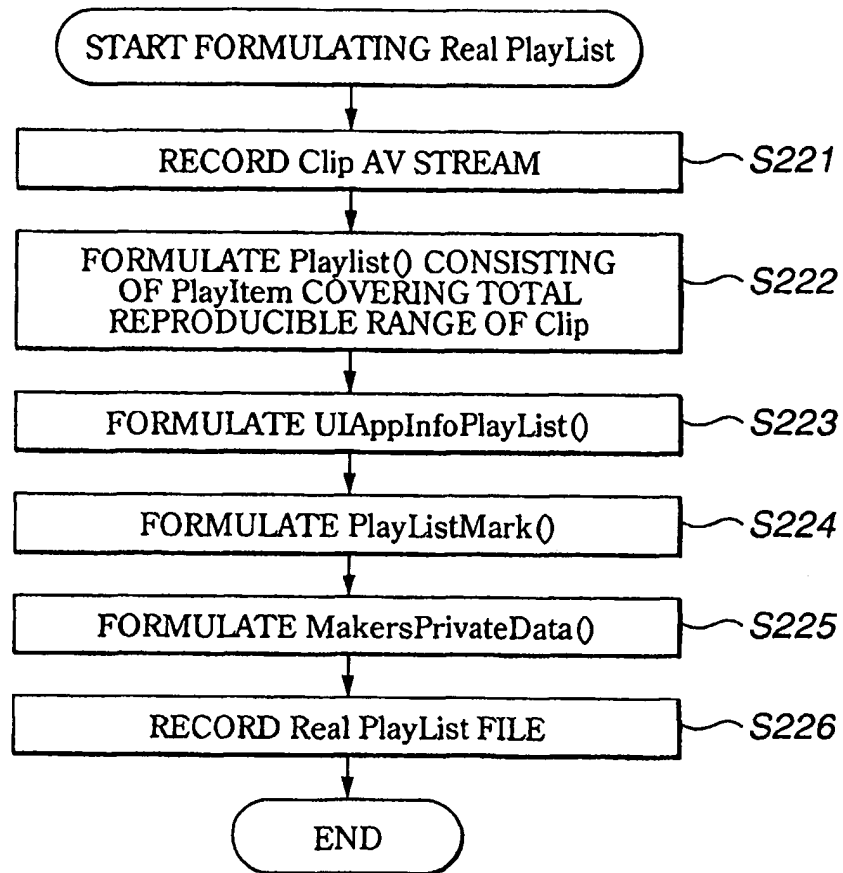 START FORMULATING Real PlayList
RECORD Clip AV STREAM
S221
FORMULATE Playlist() CONSISTING
OF PlayItem COVERING TOTAL
REPRODUCIBLE RANGE OF Clip
S222
FORMULATE UIAppInfoPlayList()
S223
FORMULATE PlayListMark()
S224
FORMULATE MakersPrivateData()
S225
RECORD Real PlayList FILE
S226
END